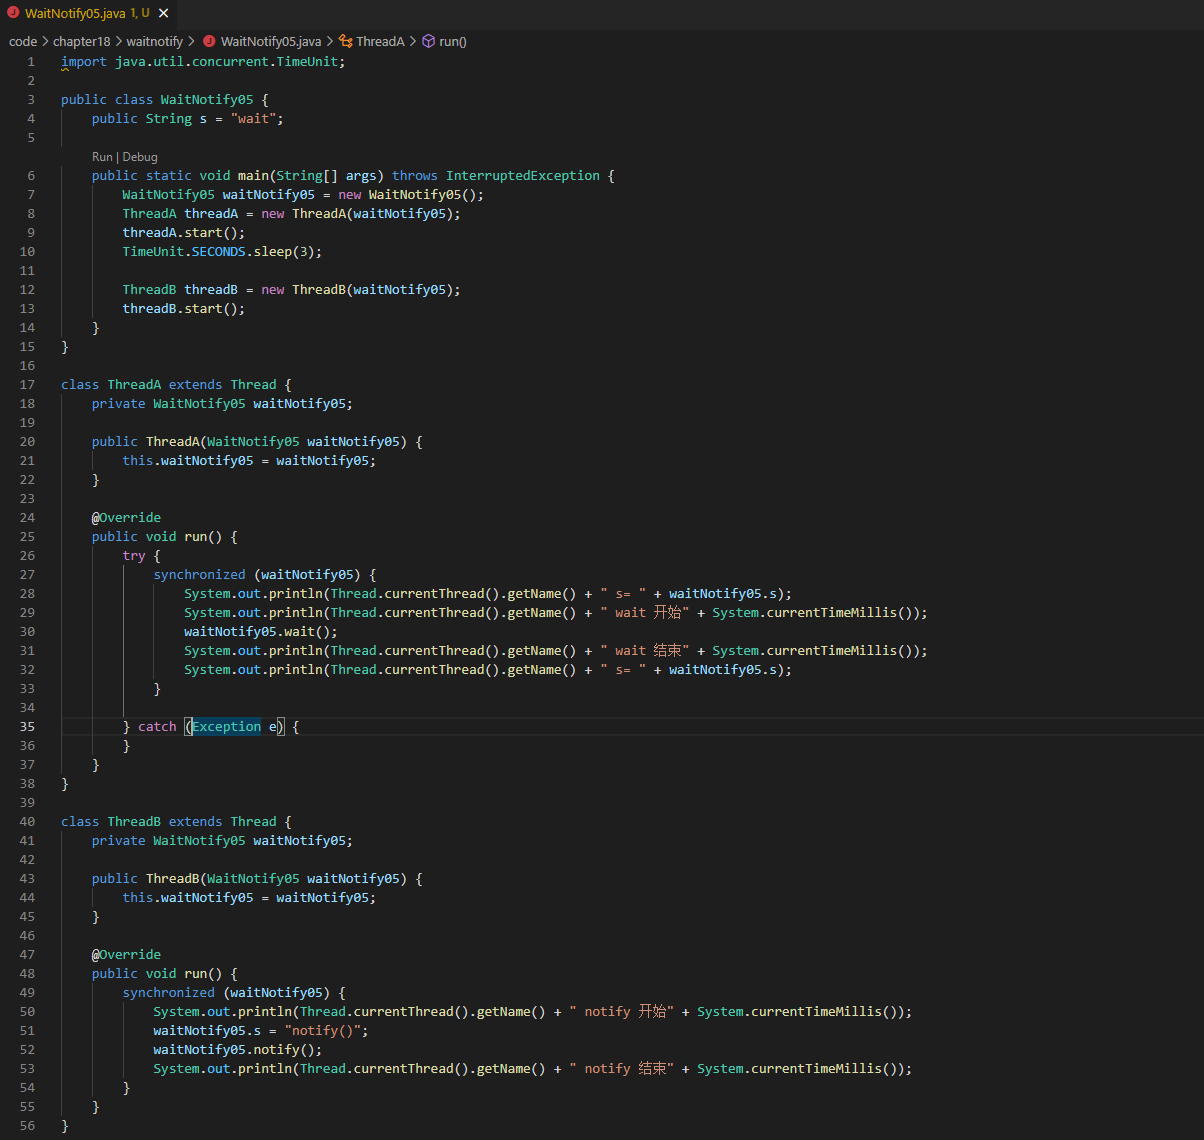 WaitNotify05.java 1, U
code > chapter18 > waitnotify > WaitNotify05.java > ThreadA > run()
1 import java.util.concurrent.TimeUnit;
2
3 public class WaitNotify05 {
4     public String s = "wait";
5
Run | Debug
6     public static void main(String[] args) throws InterruptedException {
7         WaitNotify05 waitNotify05 = new WaitNotify05();
8         ThreadA threadA = new ThreadA(waitNotify05);
9         threadA.start();
10         TimeUnit.SECONDS.sleep(3);
11
12         ThreadB threadB = new ThreadB(waitNotify05);
13         threadB.start();
14     }
15 }
16
17 class ThreadA extends Thread {
18     private WaitNotify05 waitNotify05;
19
20     public ThreadA(WaitNotify05 waitNotify05) {
21         this.waitNotify05 = waitNotify05;
22     }
23
24     @Override
25     public void run() {
26         try {
27             synchronized (waitNotify05) {
28                 System.out.println(Thread.currentThread().getName() + " s= " + waitNotify05.s);
29                 System.out.println(Thread.currentThread().getName() + " wait 开始" + System.currentTimeMillis());
30                 waitNotify05.wait();
31                 System.out.println(Thread.currentThread().getName() + " wait 结束" + System.currentTimeMillis());
32                 System.out.println(Thread.currentThread().getName() + " s= " + waitNotify05.s);
33             }
34
35         } catch (Exception e) {
36         }
37     }
38 }
39
40 class ThreadB extends Thread {
41     private WaitNotify05 waitNotify05;
42
43     public ThreadB(WaitNotify05 waitNotify05) {
44         this.waitNotify05 = waitNotify05;
45     }
46
47     @Override
48     public void run() {
49         synchronized (waitNotify05) {
50             System.out.println(Thread.currentThread().getName() + " notify 开始" + System.currentTimeMillis());
51             waitNotify05.s = "notify()";
52             waitNotify05.notify();
53             System.out.println(Thread.currentThread().getName() + " notify 结束" + System.currentTimeMillis());
54         }
55     }
56 }